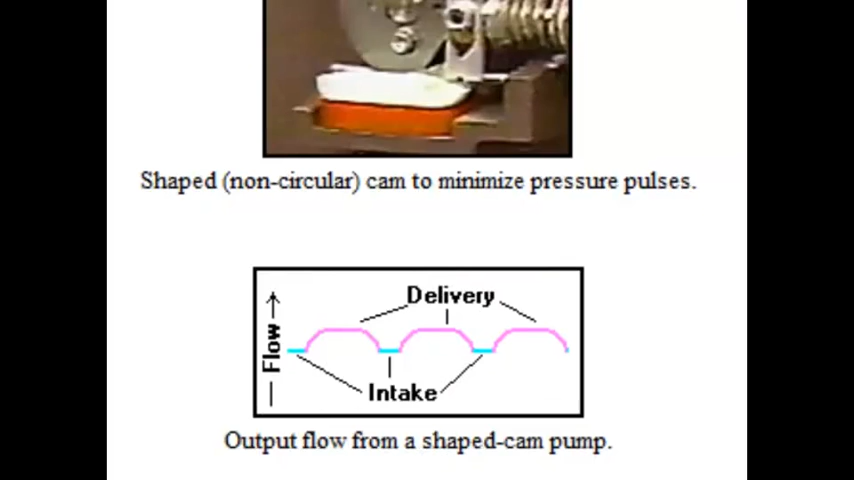 Shaped (non-circular) cam to minimize pressure pulses.
Delivery
Flow
Intake
Output flow from a shaped-cam pump.